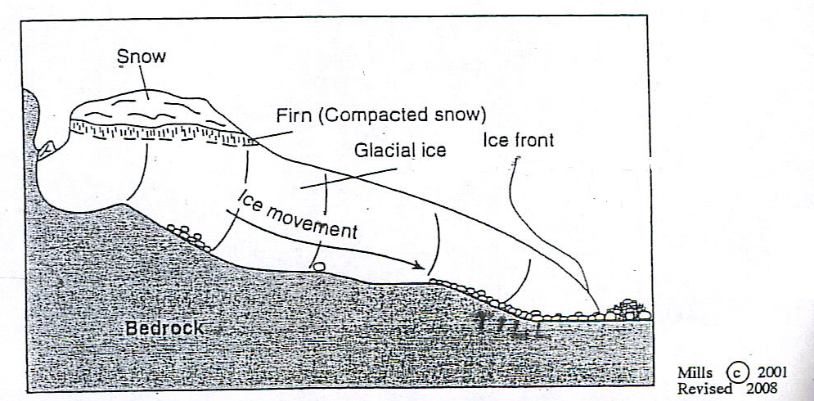 Snow
Firn (Compacted snow)
Glacial ice
Ice front
Ice movement
Bedrock
Mills © 2001
Revised 2008